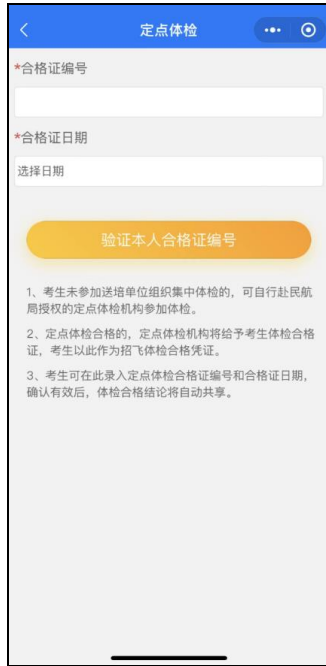 定点体检
*合格证编号
*合格证日期
选择日期
验证本人合格证编号
1、考生未参加送培单位组织集中体检的，可自行赴民航
局授权的定点体检机构参加体检。
2、定点体检合格的，定点体检机构将给予考生体检合格
证，考生以此作为招飞体检合格凭证。
3、考生可在此录入定点体检合格证编号和合格证日期，
确认有效后，体检合格结论将自动共享。